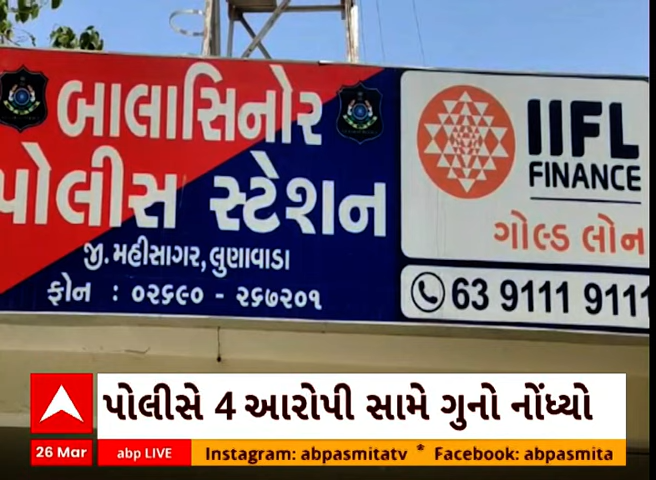 બાલાસિનોર
પોલીસ સ્ટેશન
જી. મહીસાગર, લુણાવાડા
ફોન : ૦૨૬૯૦ - ૨૬૭૨૦૧
IIFL
FINANCE
ગોલ્ડ લોન
63 9111 9111
પોલીસે 4 આરોપી સામે ગુનો નોંધ્યો
26 Mar
abp LIVE
Instagram: abpasmitatv * Facebook: abpasmita